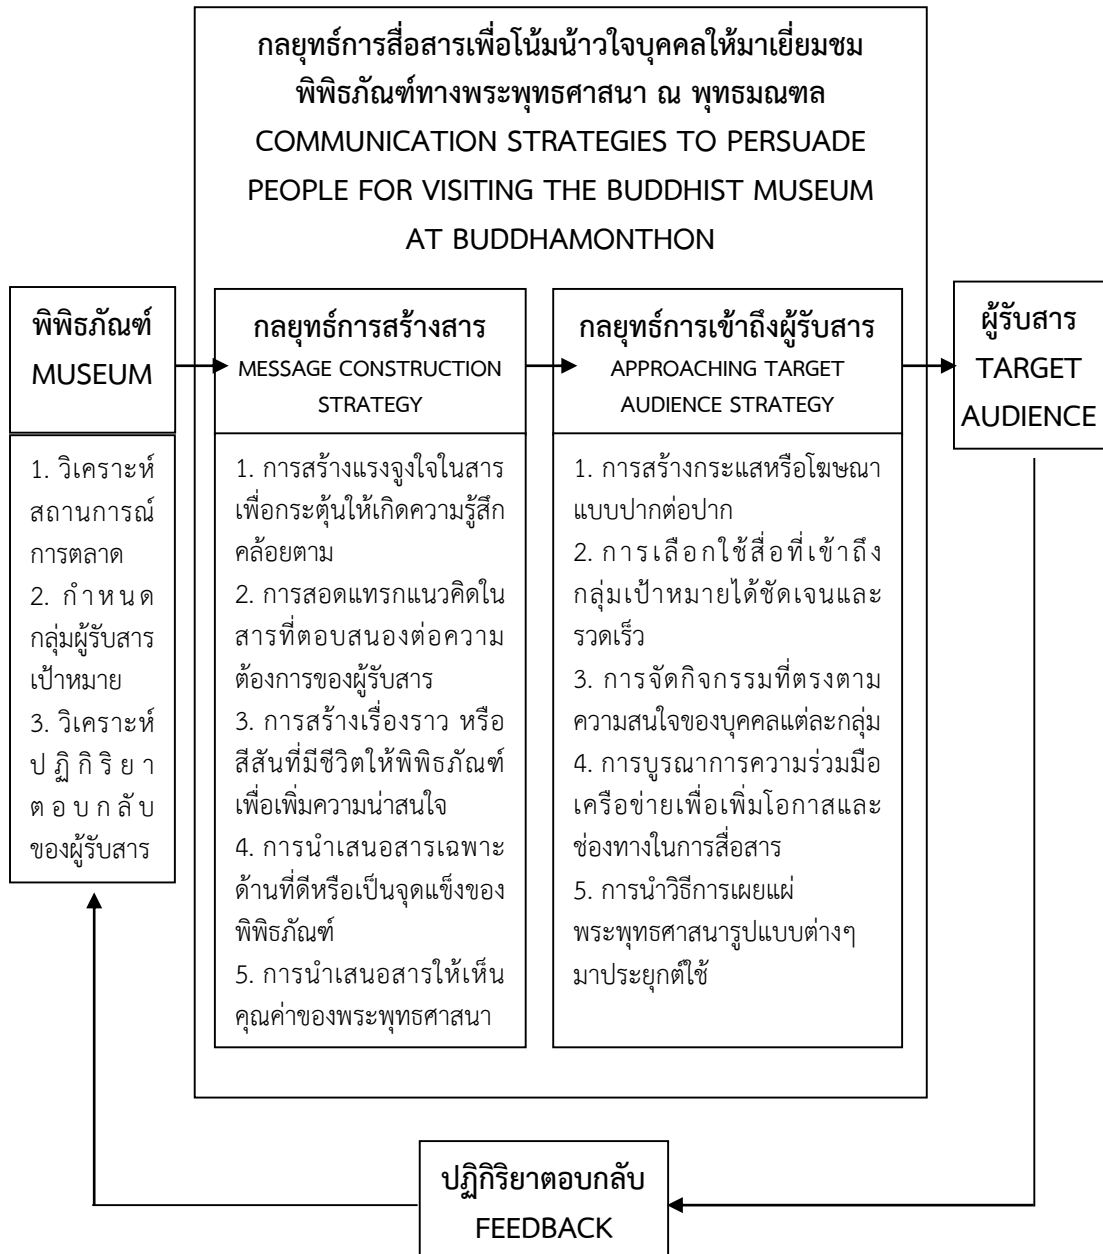 กลยุทธ์การสื่อสารเพื่อโน้มน้าวใจบุคคลให้มาเยี่ยมชม
พิพิธภัณฑ์ทางพระพุทธศาสนา ณ พุทธมณฑล
COMMUNICATION STRATEGIES TO PERSUADE
PEOPLE FOR VISITING THE BUDDHIST MUSEUM
AT BUDDHAMONTHON
พิพิธภัณฑ์
MUSEUM
1. วิเคราะห์
สถานการณ์
การตลาด
2. กำหนด
กลุ่มผู้รับสาร
เป้าหมาย
3. วิเคราะห์
ปฏิกิริยา
ตอบกลับ
ของผู้รับสาร
กลยุทธ์การสร้างสาร
MESSAGE CONSTRUCTION
STRATEGY
1. การสร้างแรงจูงใจในสาร
เพื่อกระตุ้นให้เกิดความรู้สึก
คล้อยตาม
2. การสอดแทรกแนวคิดใน
สารที่ตอบสนองต่อความ
ต้องการของผู้รับสาร
3. การสร้างเรื่องราว หรือ
สีสันที่มีชีวิตให้พิพิธภัณฑ์
เพื่อเพิ่มความน่าสนใจ
4. การนำเสนอสารเฉพาะ
ด้านที่ดีหรือเป็นจุดแข็งของ
พิพิธภัณฑ์
5. การนำเสนอสารให้เห็น
คุณค่าของพระพุทธศาสนา
กลยุทธ์การเข้าถึงผู้รับสาร
APPROACHING TARGET
AUDIENCE STRATEGY
1. การสร้างกระแสหรือโฆษณา
แบบปากต่อปาก
2. การเลือกใช้สื่อที่เข้าถึง
กลุ่มเป้าหมายได้ชัดเจนและ
รวดเร็ว
3. การจัดกิจกรรมที่ตรงตาม
ความสนใจของบุคคลแต่ละกลุ่ม
4. การบูรณาการความร่วมมือ
เครือข่ายเพื่อเพิ่มโอกาสและ
ช่องทางในการสื่อสาร
5. การนำวิธีการเผยแผ่
พระพุทธศาสนารูปแบบต่างๆ
มาประยุกต์ใช้
ผู้รับสาร
TARGET
AUDIENCE
ปฏิกิริยาตอบกลับ
FEEDBACK